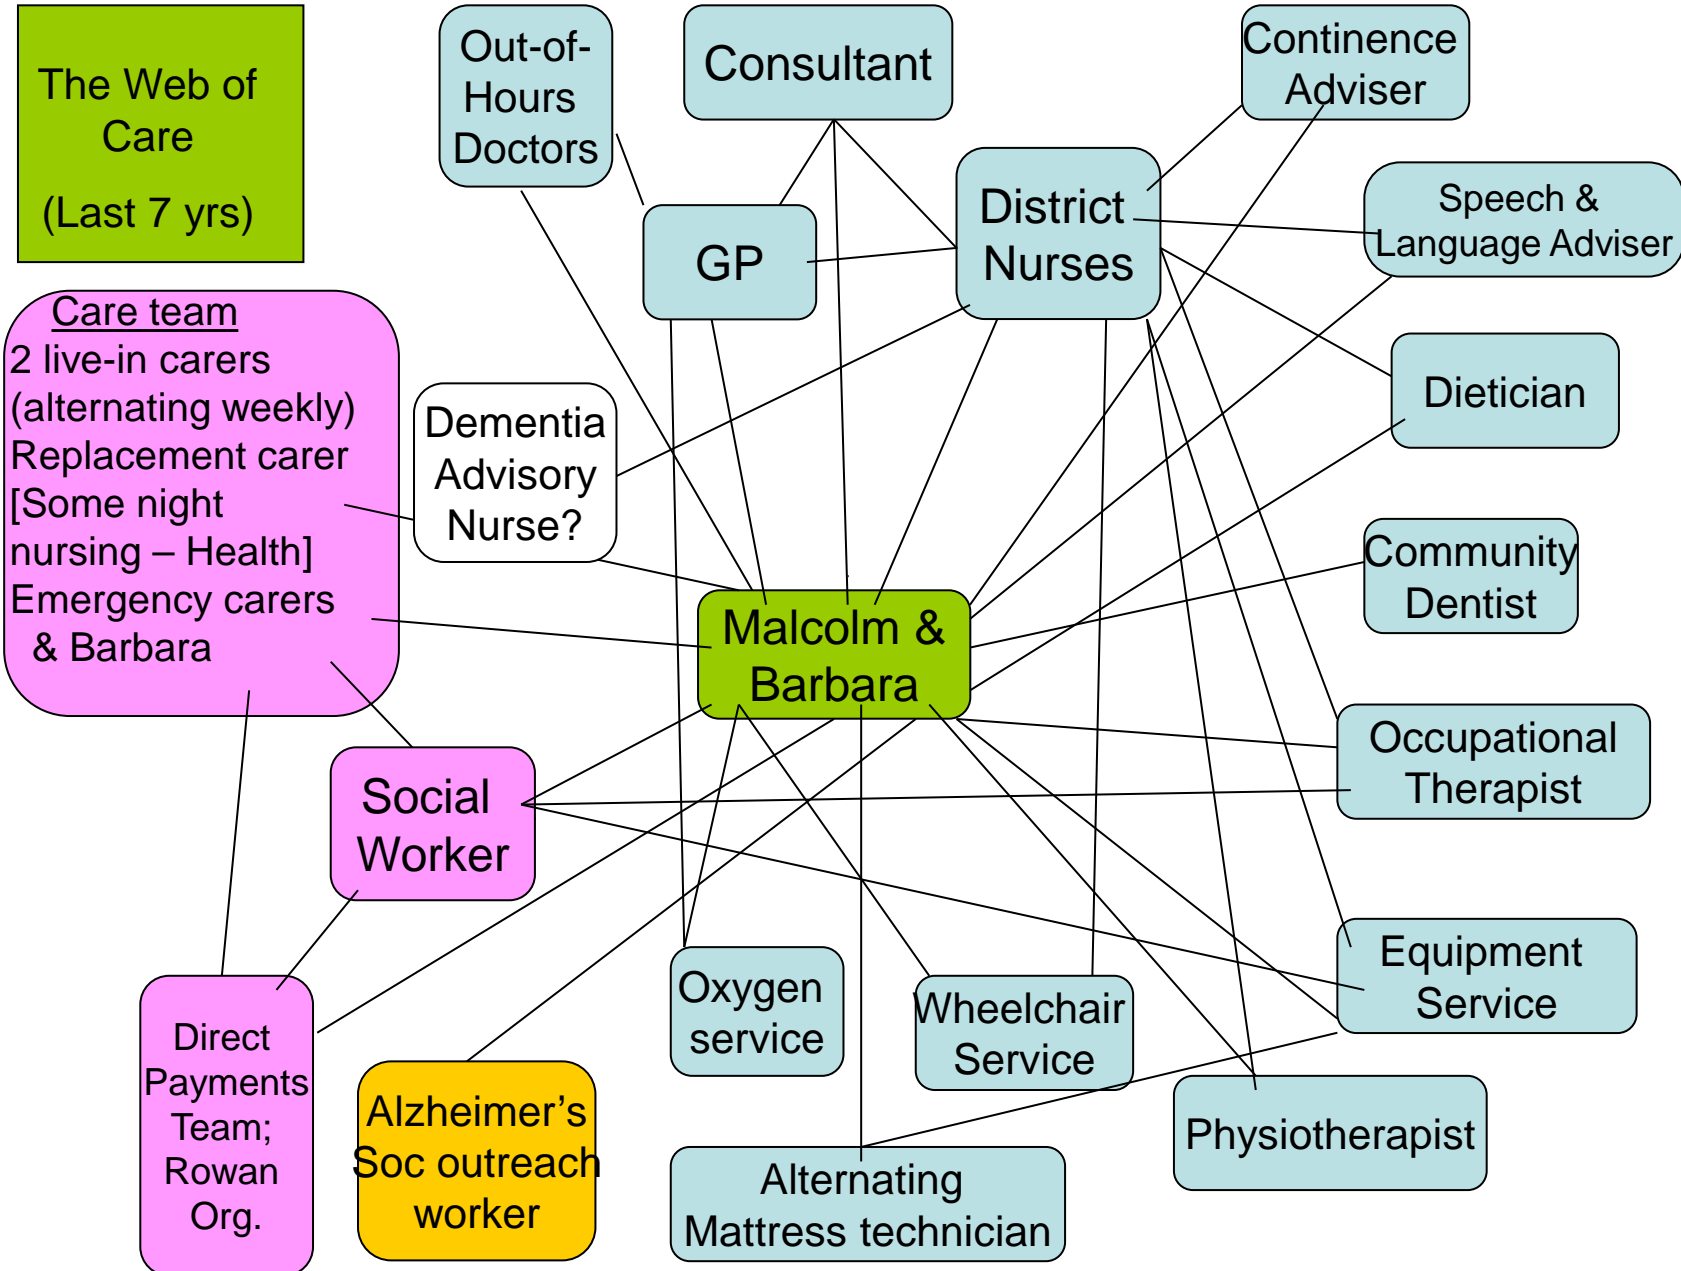 The Web of
Care
(Last 7 yrs)
Out-of-
Hours
Doctors
Consultant
Continence
Adviser
GP
District
Nurses
Speech &
Language Adviser
Care team
2 live-in carers
(alternating weekly)
Replacement carer
[Some night
nursing – Health]
Emergency carers
& Barbara
Dementia
Advisory
Nurse?
Dietician
Community
Dentist
Malcolm &
Barbara
Social
Worker
Occupational
Therapist
Equipment
Service
Oxygen
service
Wheelchair
Service
Direct
Payments
Team;
Rowan
Org.
Alzheimer’s
Soc outreach
worker
Alternating
Mattress technician
Physiotherapist